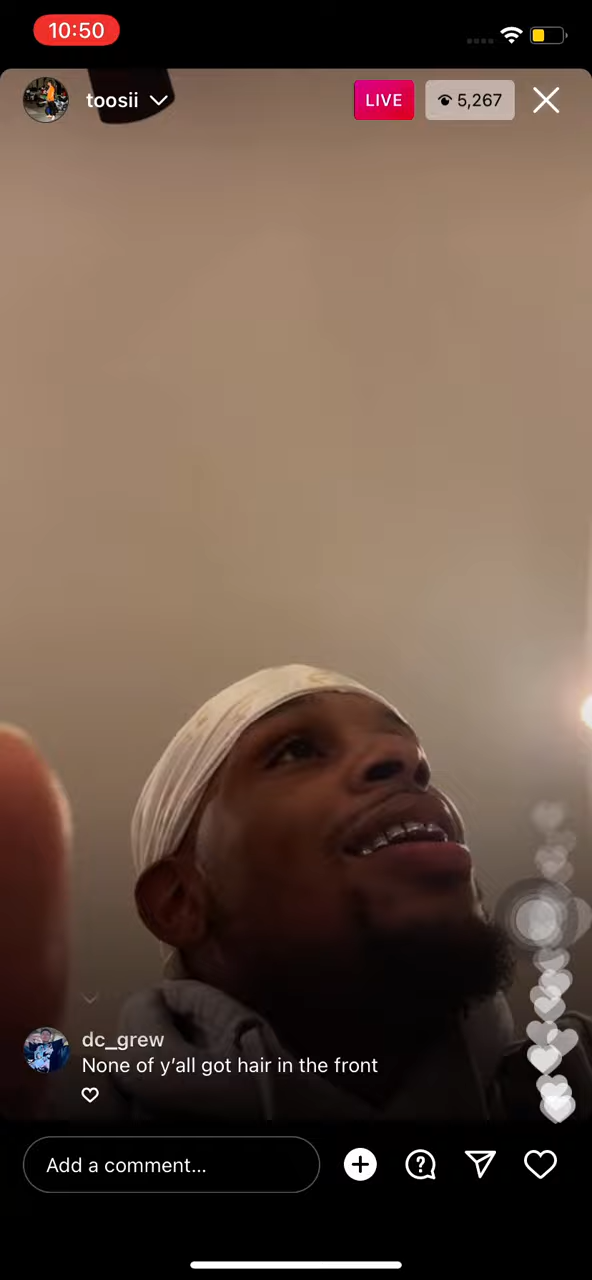 10:50
toosii
LIVE
5,267
dc_grew
None of y’all got hair in the front
Add a comment...